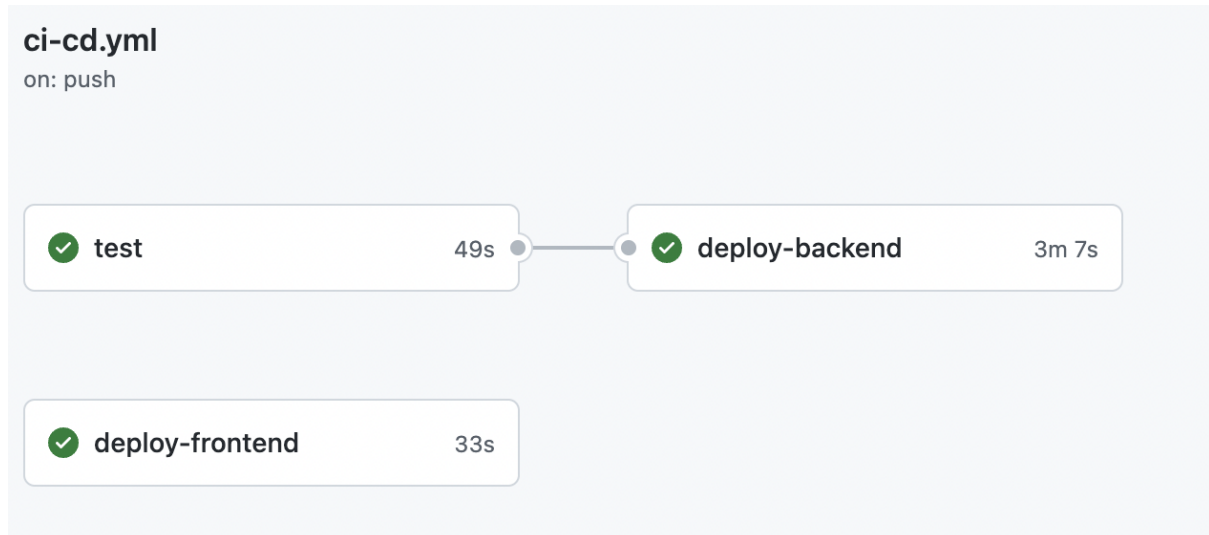 ci-cd.yml
on: push
test 49s
deploy-backend 3m 7s
deploy-frontend 33s